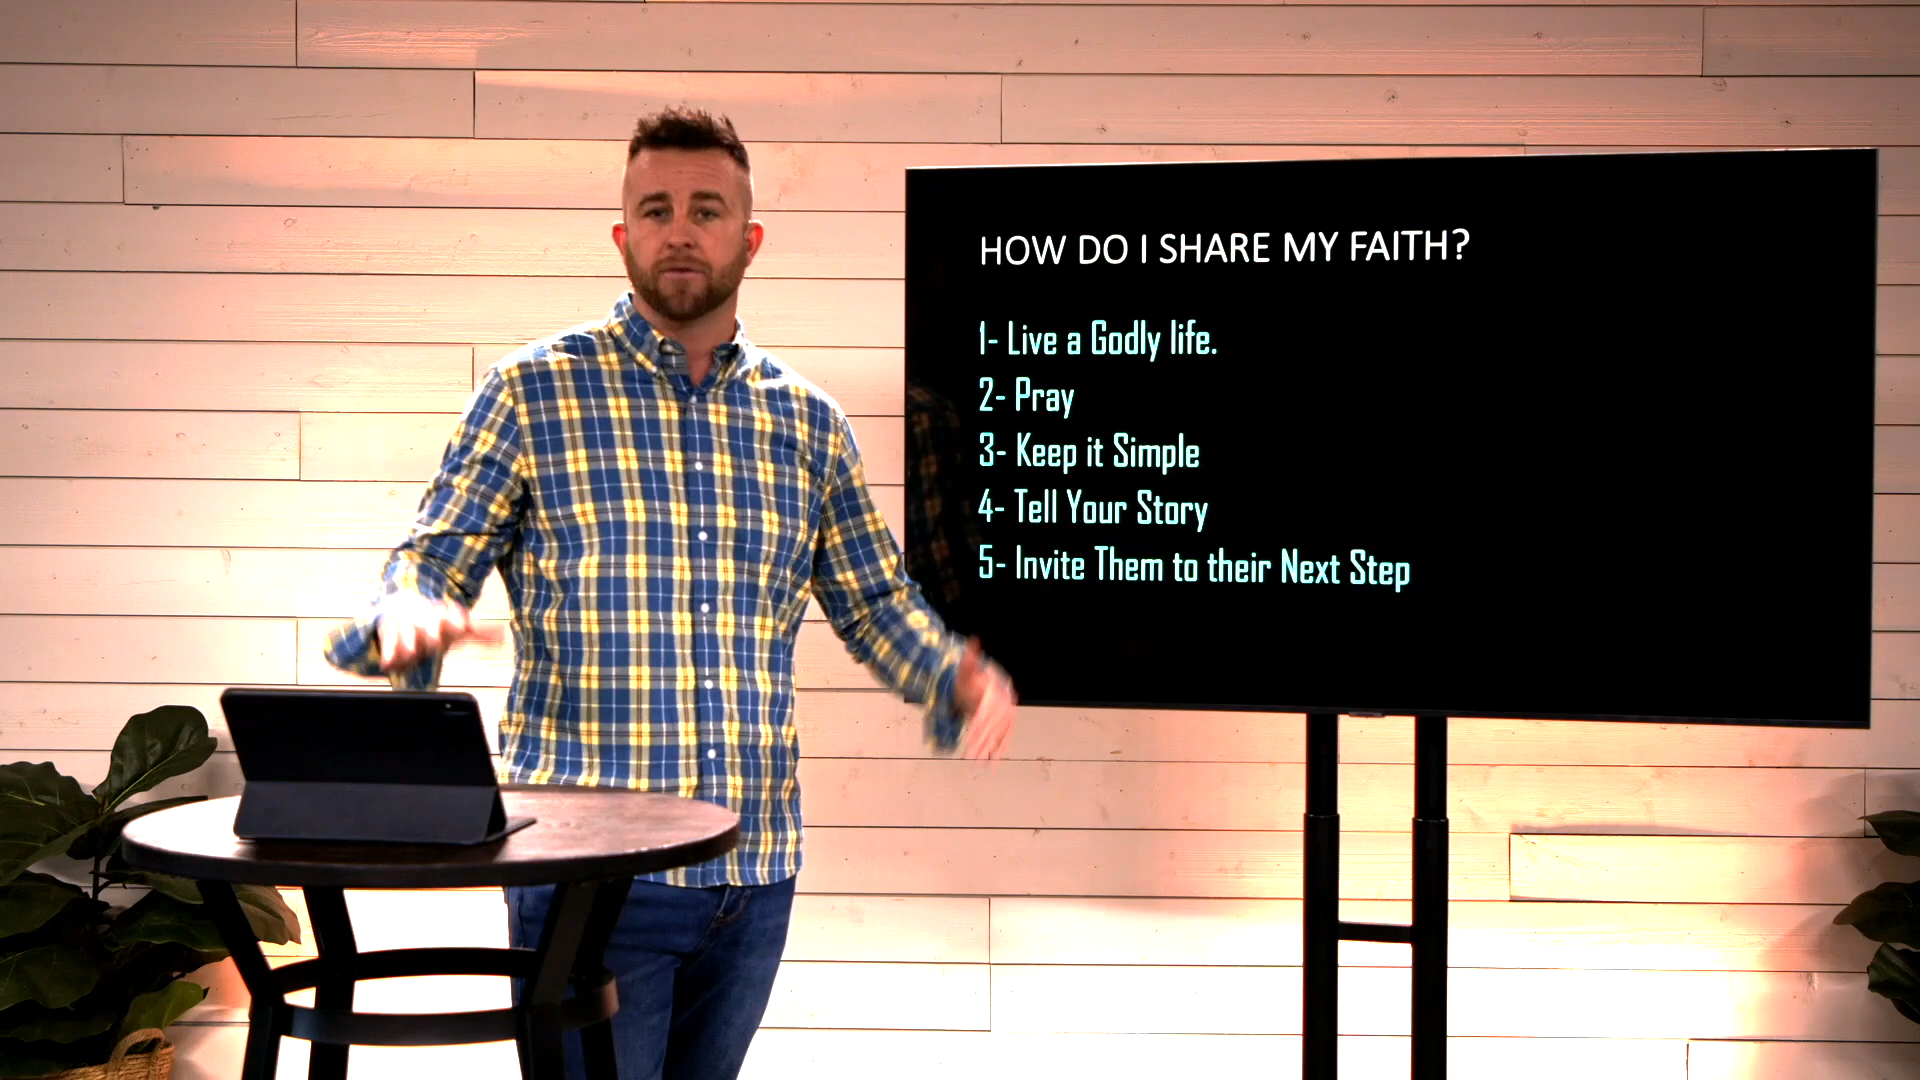 HOW DO I SHARE MY FAITH?
1- Live a Godly life.
2- Pray
3- Keep it Simple
4- Tell Your Story
5- Invite Them to their Next Step